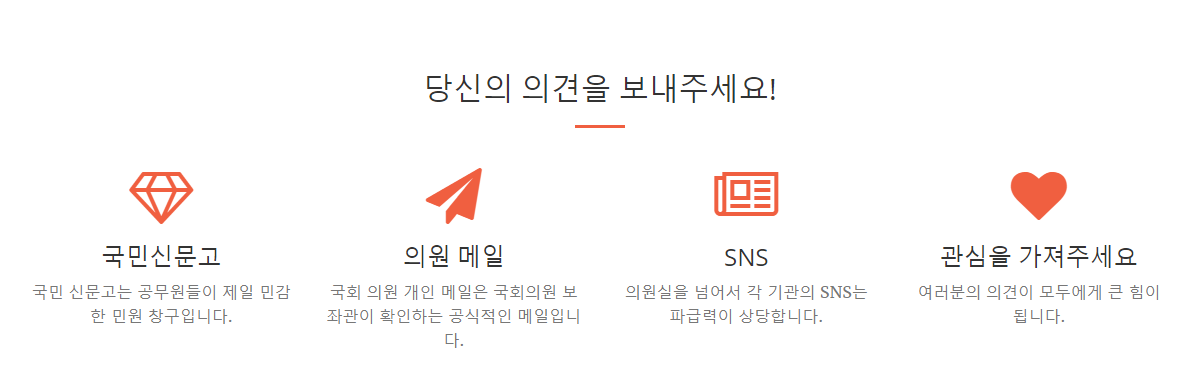 당신의 의견을 보내주세요!
국민신문고
국민 신문고는 공무원들이 제일 민감
한 민원 창구입니다.
의원 메일
국회 의원 개인 메일은 국회의원 보
좌관이 확인하는 공식적인 메일입니
다.
SNS
의원실을 넘어서 각 기관의 SNS는
파급력이 상당합니다.
관심을 가져주세요
여러분의 의견이 모두에게 큰 힘이
됩니다.